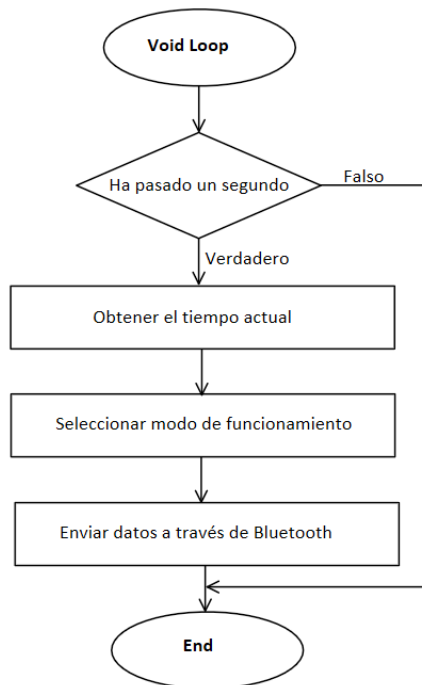 Void Loop
Ha pasado un segundo
Falso
Verdadero
Obtener el tiempo actual
Seleccionar modo de funcionamiento
Enviar datos a través de Bluetooth
End